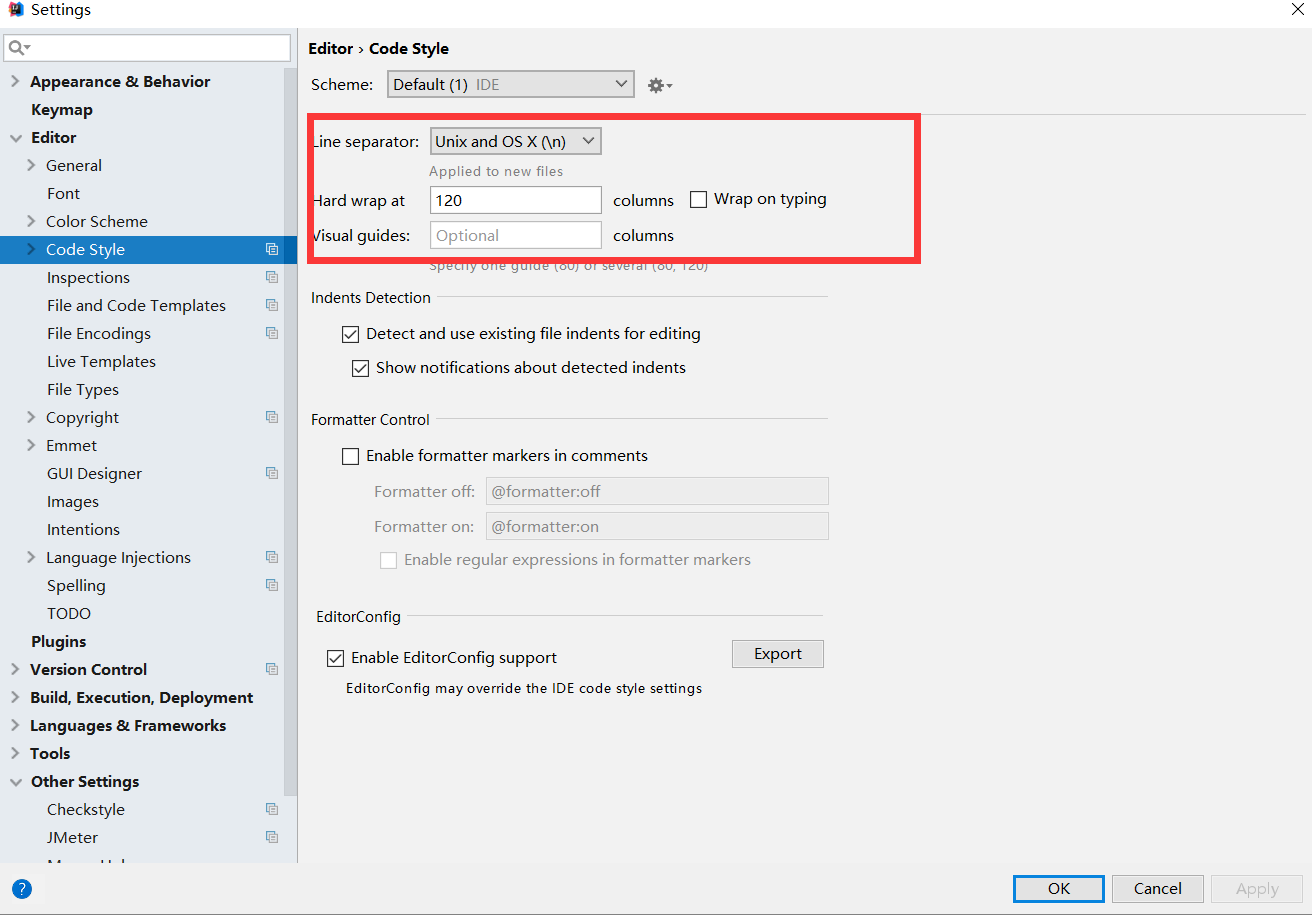 Settings
Appearance & Behavior
Keymap
Editor
General
Font
Color Scheme
Code Style
Inspections
File and Code Templates
File Encodings
Live Templates
File Types
Copyright
Emmet
GUI Designer
Images
Intentions
Language Injections
Spelling
TODO
Plugins
Version Control
Build, Execution, Deployment
Languages & Frameworks
Tools
Other Settings
Checkstyle
JMeter
Editor › Code Style
Scheme: Default (1) IDE
Line separator: Unix and OS X (\n)
Applied to new files
Hard wrap at 120 columns Wrap on typing
Visual guides: Optional columns
Specify one guide (80) or several (80, 120)
Indents Detection
Detect and use existing file indents for editing
Show notifications about detected indents
Formatter Control
Enable formatter markers in comments
Formatter off: @formatter:off
Formatter on: @formatter:on
Enable regular expressions in formatter markers
EditorConfig
Enable EditorConfig support Export
EditorConfig may override the IDE code style settings
? OK Cancel Apply